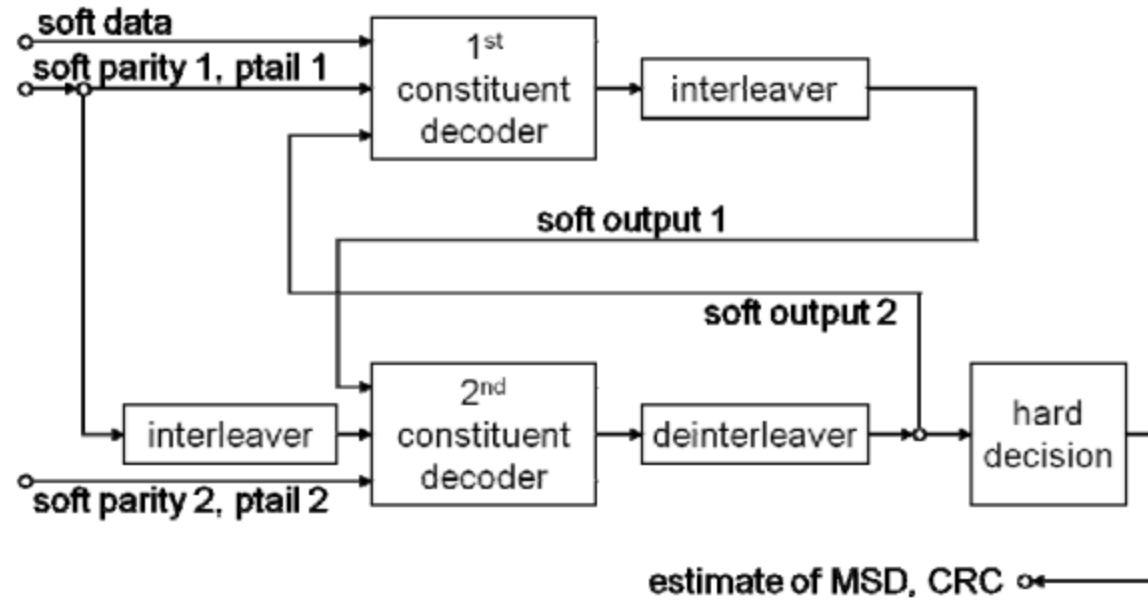 soft data
soft parity 1, ptail 1
1st
constituent
decoder
interleaver
soft output 1
soft output 2
interleaver
2nd
constituent
decoder
deinterleaver
hard
decision
soft parity 2, ptail 2
estimate of MSD, CRC